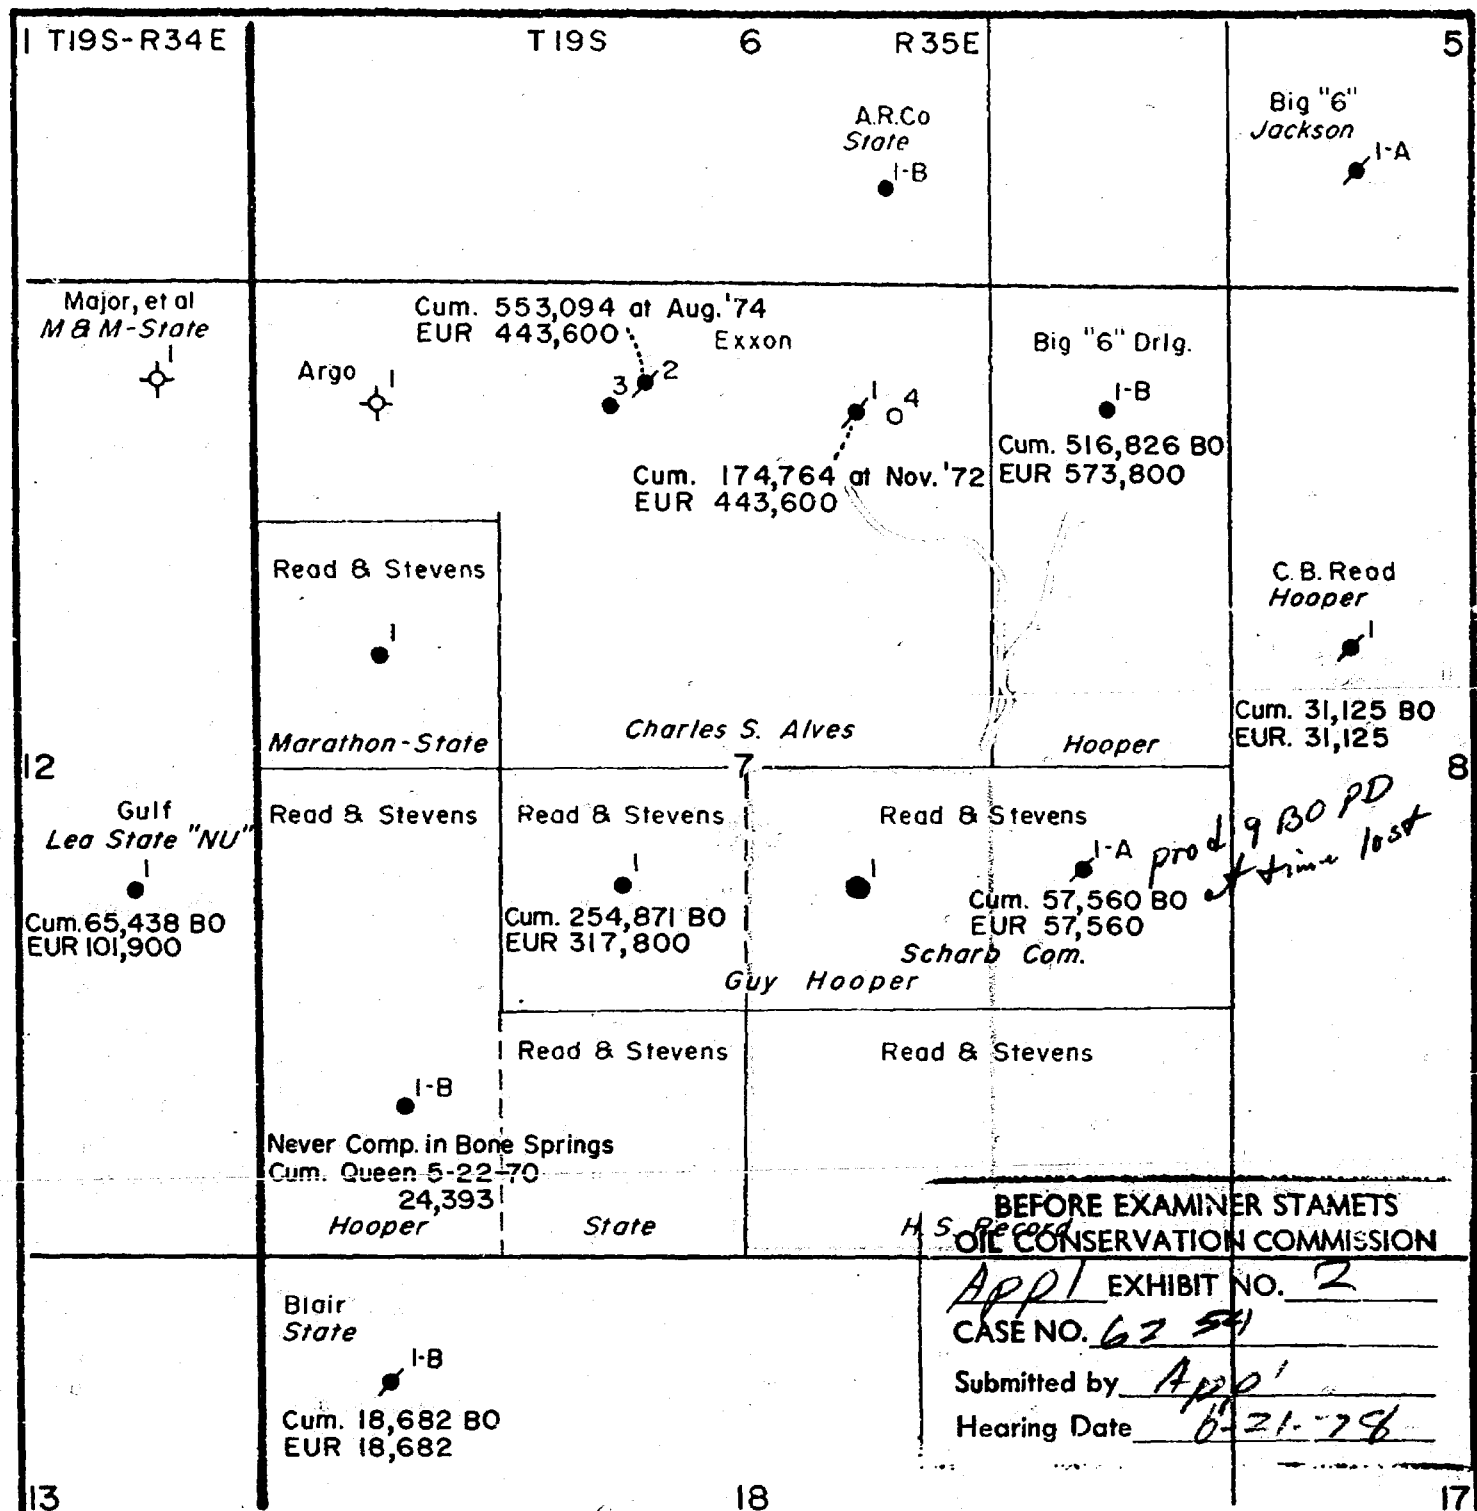 1 T19S-R34E
T19S 6 R35E
5
A.R.Co
State
1-B
Big "6"
Jackson
1-A
Major, et al
M & M-State
1
Argo
1
Cum. 553,094 at Aug.'74
EUR 443,600
Exxon
3
2
1
4
Cum. 174,764 at Nov.'72
EUR 443,600
Big "6" Drlg.
1-B
Cum. 516,826 BO
EUR 573,800
Read & Stevens
1
Marathon-State
Charles S. Alves
Hooper
C.B. Read
Hooper
1
Cum. 31,125 BO
EUR. 31,125
12
7
8
Gulf
Lea State "NU"
1
Cum. 65,438 BO
EUR 101,900
Read & Stevens
Read & Stevens
1
Cum. 254,871 BO
EUR 317,800
Read & Stevens
1
1-A
prod 9 BOPD
at time lost
Cum. 57,560 BO
EUR 57,560
Scharb Com.
Guy Hooper
Read & Stevens
Read & Stevens
1-B
Never Comp. in Bone Springs
Cum. Queen 5-22-70
24,393
Hooper
State
H. S. Record
BEFORE EXAMINER STAMETS
OIL CONSERVATION COMMISSION
Appl EXHIBIT NO. 2
CASE NO. 62 54
Submitted by Appl
Hearing Date 6-21-78
Blair
State
1-B
Cum. 18,682 BO
EUR 18,682
13
18
17